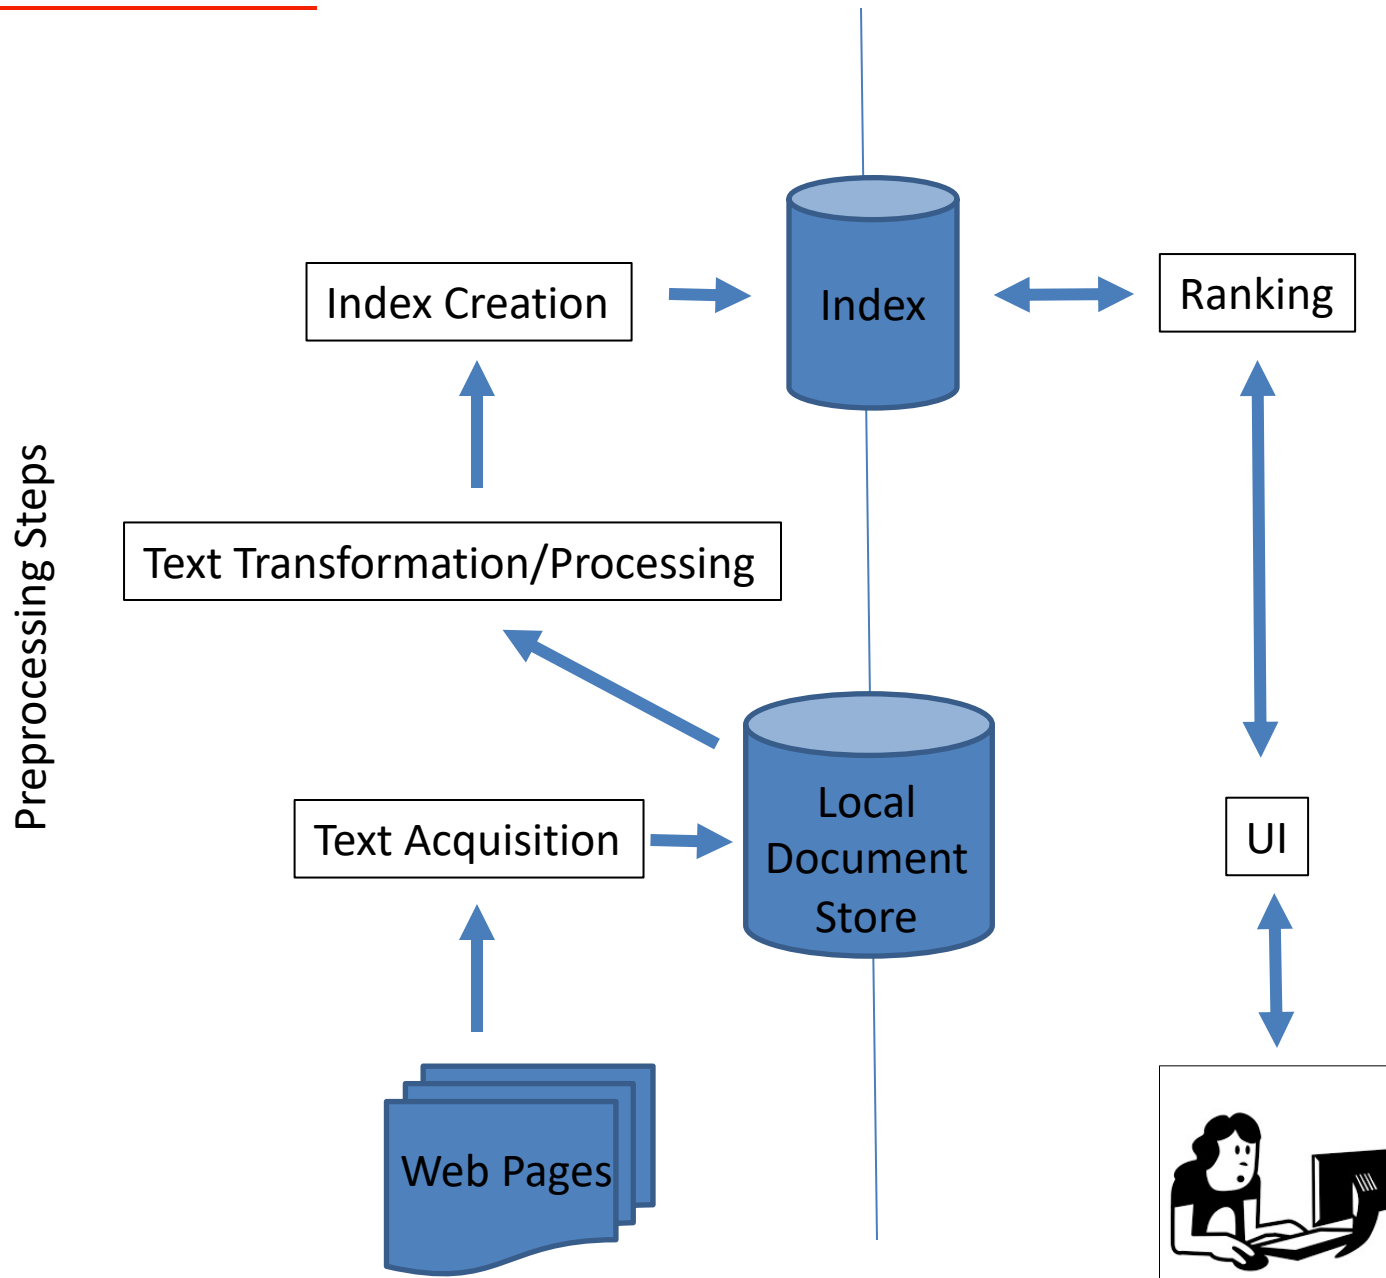 Preprocessing Steps
Index Creation
Index
Ranking
Text Transformation/Processing
Text Acquisition
Local
Document
Store
UI
Web Pages